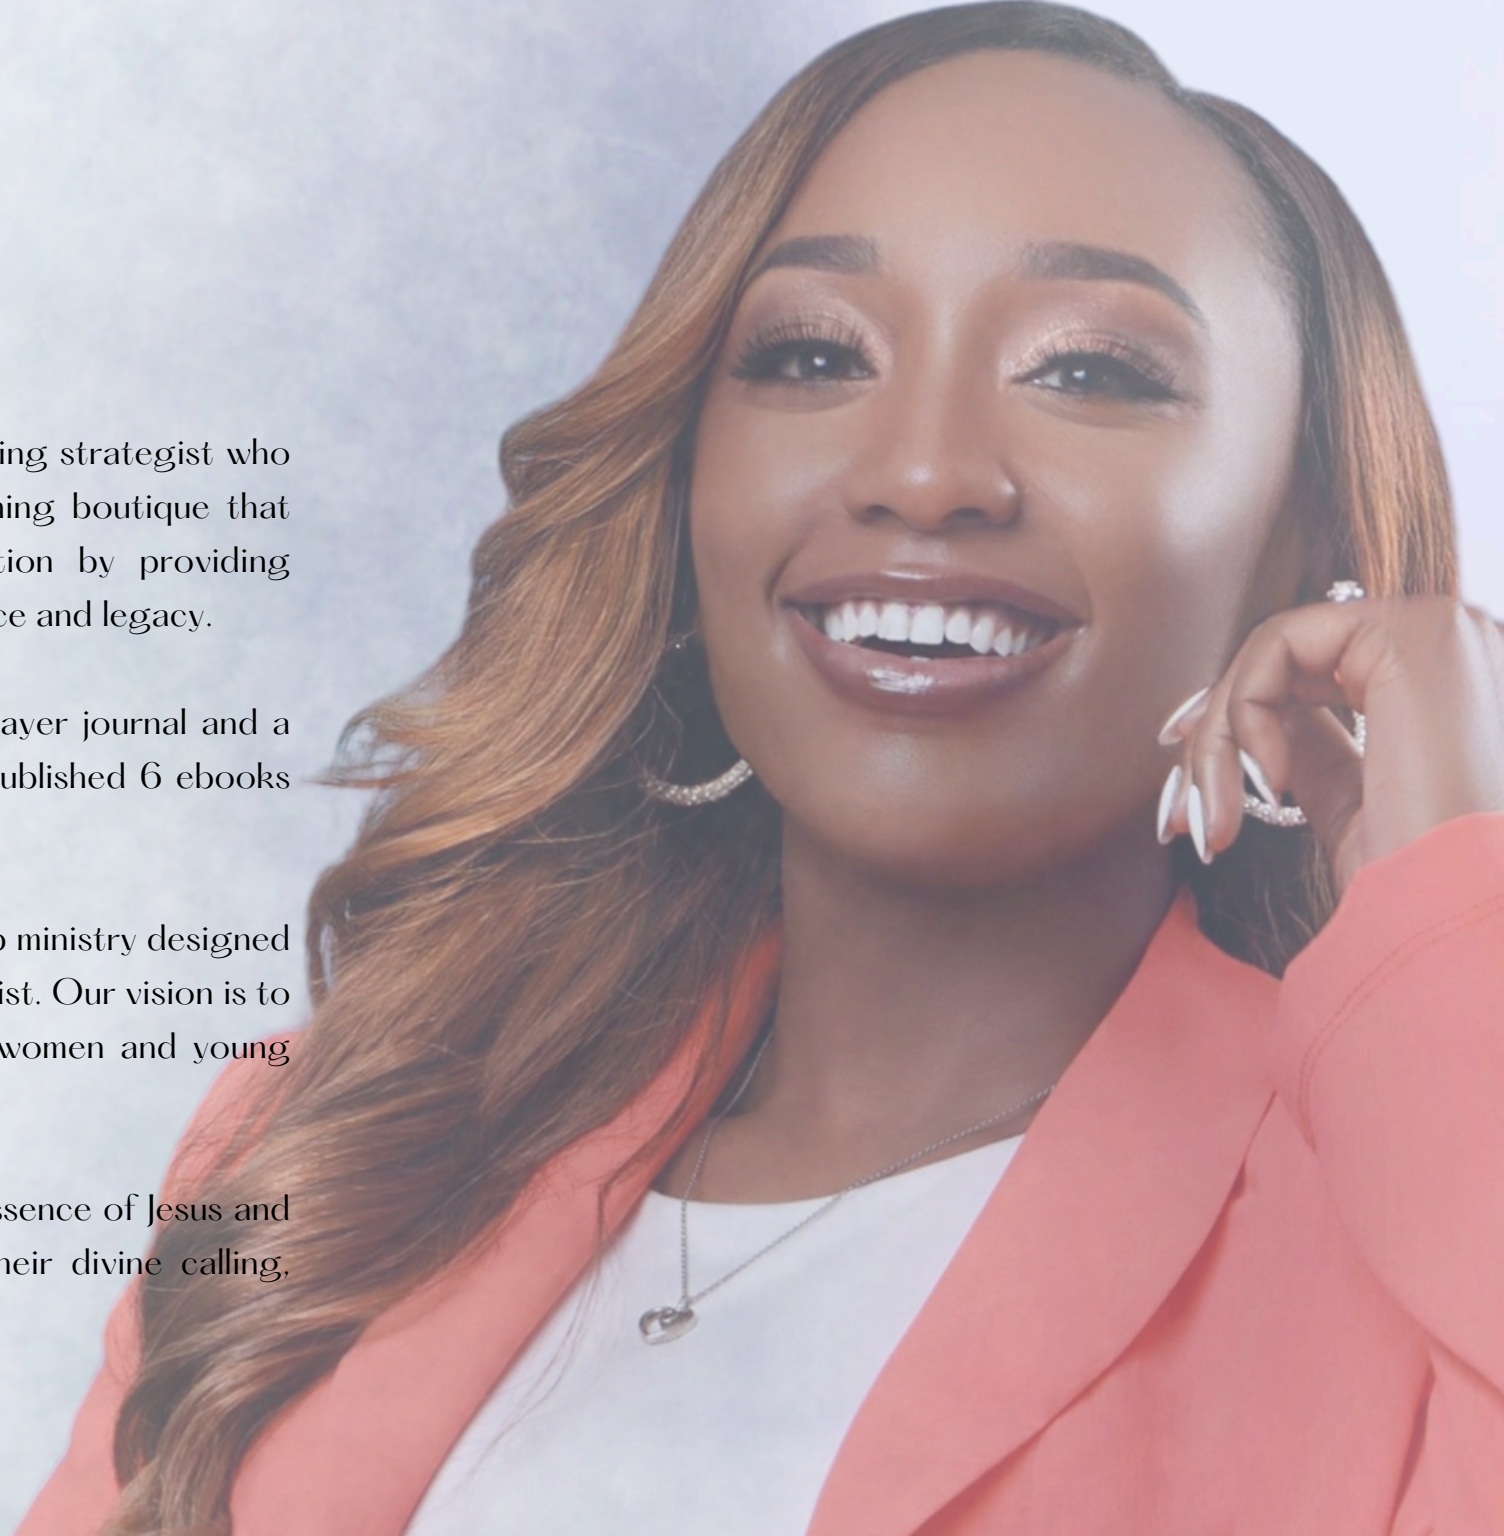 ing strategist who
ing boutique that
tion by providing
ce and legacy.
ayer journal and a
ublished 6 ebooks
ministry designed
ist. Our vision is to
women and young
ssence of Jesus and
heir divine calling,